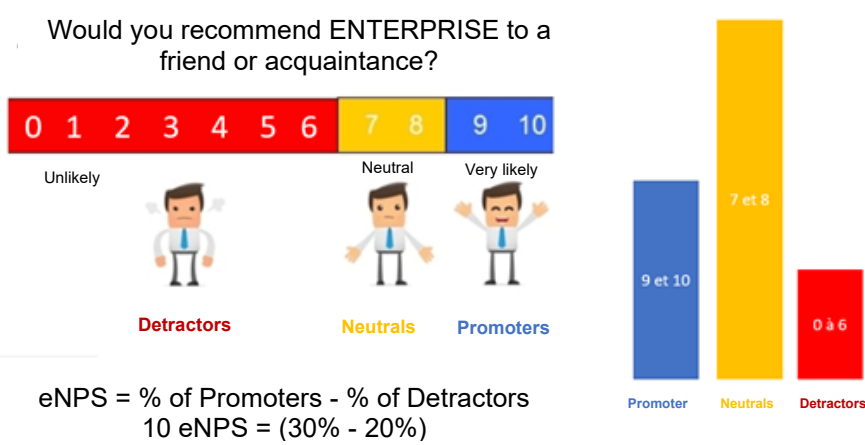 Would you recommend ENTERPRISE to a
friend or acquaintance?
0 1 2 3 4 5 6 7 8 9 10
Unlikely
Neutral
Very likely
Detractors
Neutrals
Promoters
eNPS = % of Promoters - % of Detractors
10 eNPS = (30% - 20%)
9 et 10
7 et 8
0 à 6
Promoter
Neutrals
Detractors